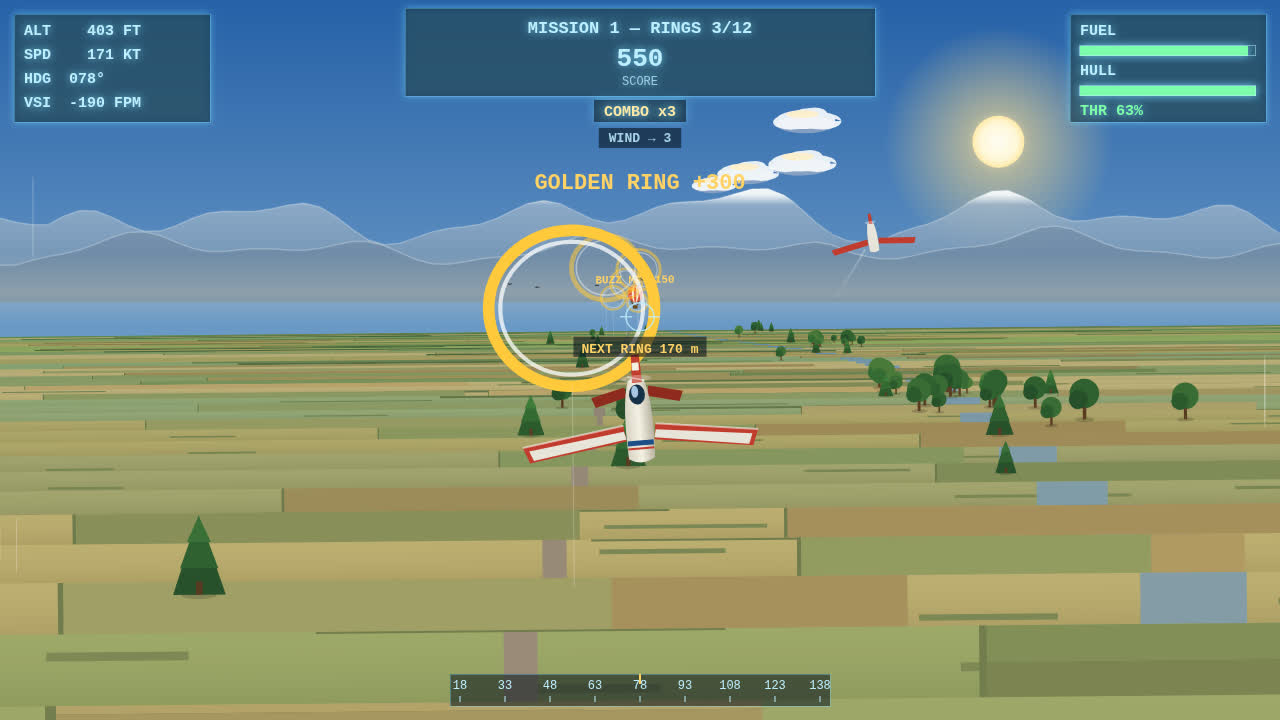 ALT 403 FT
SPD 171 KT
HDG 078°
VSI -190 FPM
MISSION 1 — RINGS 3/12
550
SCORE
COMBO x3
WIND → 3
FUEL
HULL
THR 63%
GOLDEN RING +300
BUZZ 150
NEXT RING 170 m
18 33 48 63 78 93 108 123 138